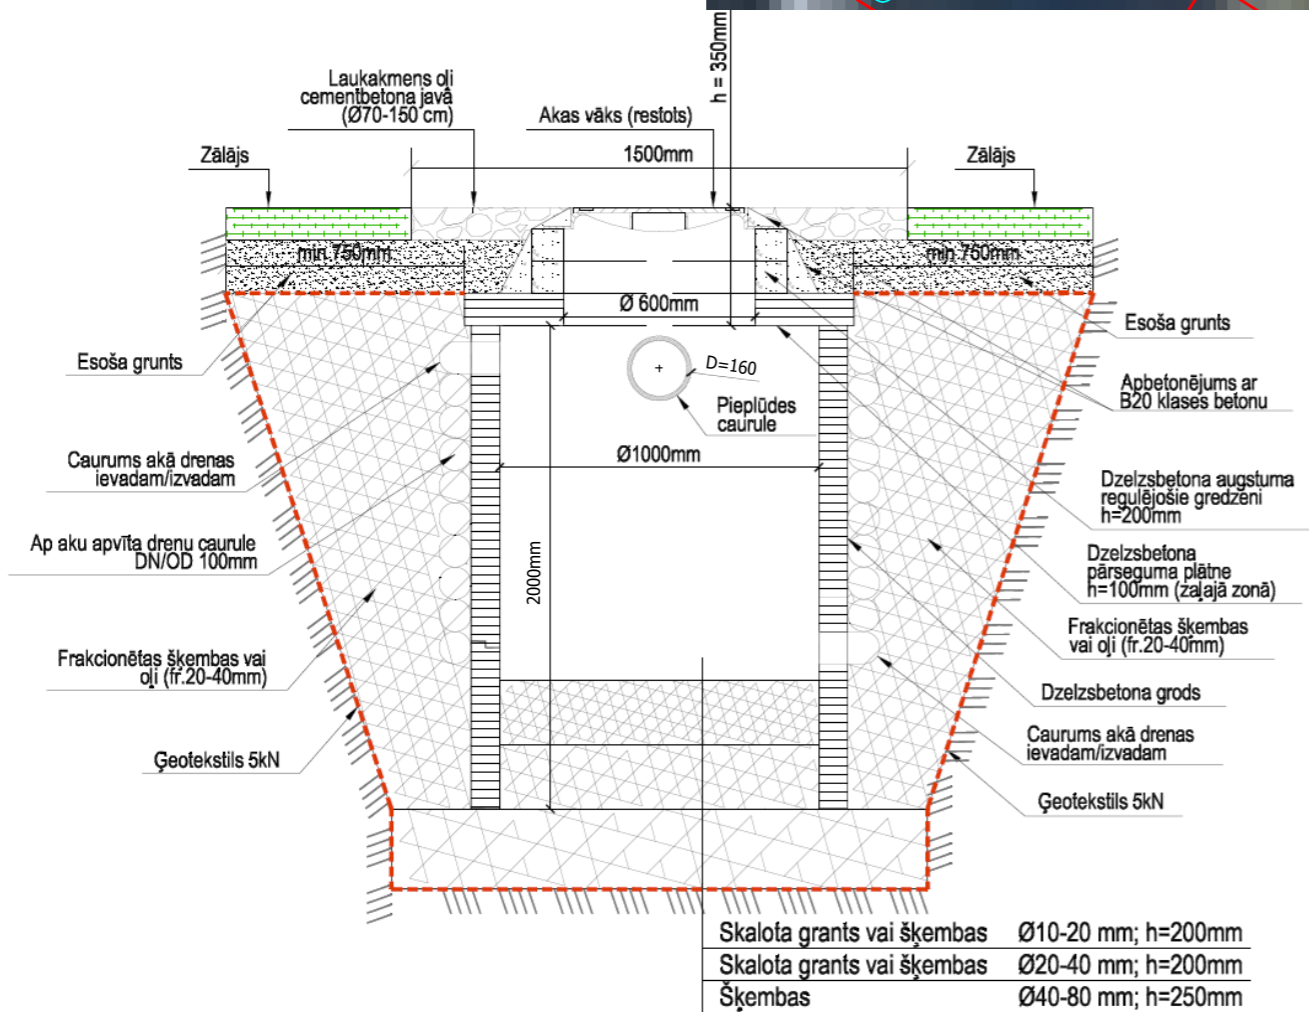 h = 350mm
Laukakmens oļi
cementbetona javā
(Ø70-150 cm)
Akas vāks (restots)
1500mm
Zālājs
Zālājs
min 750mm
min 750mm
Ø 600mm
Esoša grunts
Esoša grunts
D=160
Pieplūdes
caurule
Apbetonējums ar
B20 klases betonu
Caurums akā drenas
ievadam/izvadam
Ø1000mm
Dzelzsbetona augstuma
regulējošie gredzeni
h=200mm
Ap aku apvīta drenu caurule
DN/OD 100mm
2000mm
Dzelzsbetona
pārseguma plātne
h=100mm (zaļajā zonā)
Frakcionētas šķembas
vai oļi (fr.20-40mm)
Frakcionētas šķembas vai
oļi (fr.20-40mm)
Dzelzsbetona grods
Caurums akā drenas
ievadam/izvadam
Ģeotekstils 5kN
Ģeotekstils 5kN
Skalota grants vai šķembas Ø10-20 mm; h=200mm
Skalota grants vai šķembas Ø20-40 mm; h=200mm
Šķembas Ø40-80 mm; h=250mm